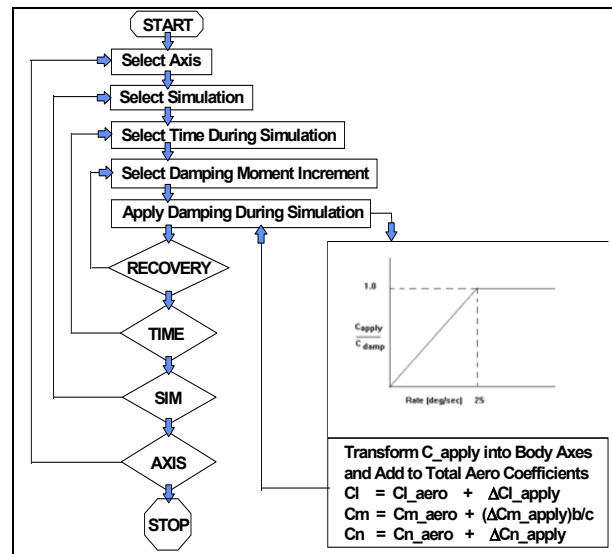 START
Select Axis
Select Simulation
Select Time During Simulation
Select Damping Moment Increment
Apply Damping During Simulation
RECOVERY
TIME
SIM
AXIS
STOP
1.0
C apply
C damp
Rate [deg/sec] 25
Transform C_apply into Body Axes
and Add to Total Aero Coefficients
Cl = Cl_aero + ΔCl_apply
Cm = Cm_aero + (ΔCm_apply)b/c
Cn = Cn_aero + ΔCn_apply